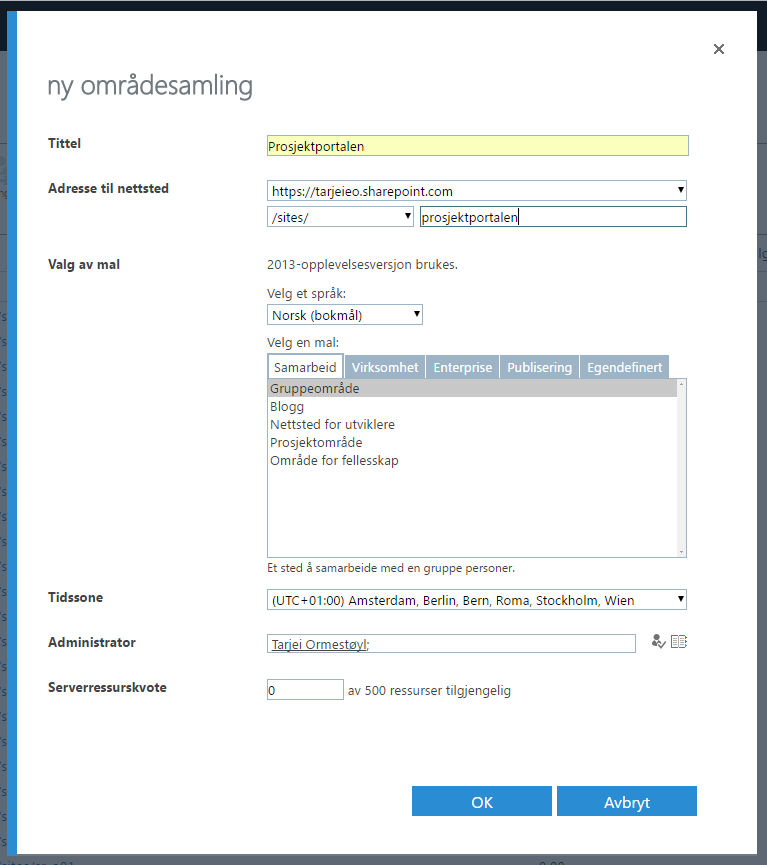 ny områdesamling
Tittel
Prosjektportalen
Adresse til nettsted
https://tarjeieo.sharepoint.com
/sites/ prosjektportalen
Valg av mal
2013-opplevelsesversjon brukes.
Velg et språk:
Norsk (bokmål)
Velg en mal:
Samarbeid Virksomhet Enterprise Publisering Egendefinert
Gruppeområde
Blogg
Nettsted for utviklere
Prosjektområde
Område for fellesskap
Et sted å samarbeide med en gruppe personer.
Tidssone
(UTC+01:00) Amsterdam, Berlin, Bern, Roma, Stockholm, Wien
Administrator
Tarjei Ormestøyl;
Serverressurskvote
0 av 500 ressurser tilgjengelig
OK Avbryt